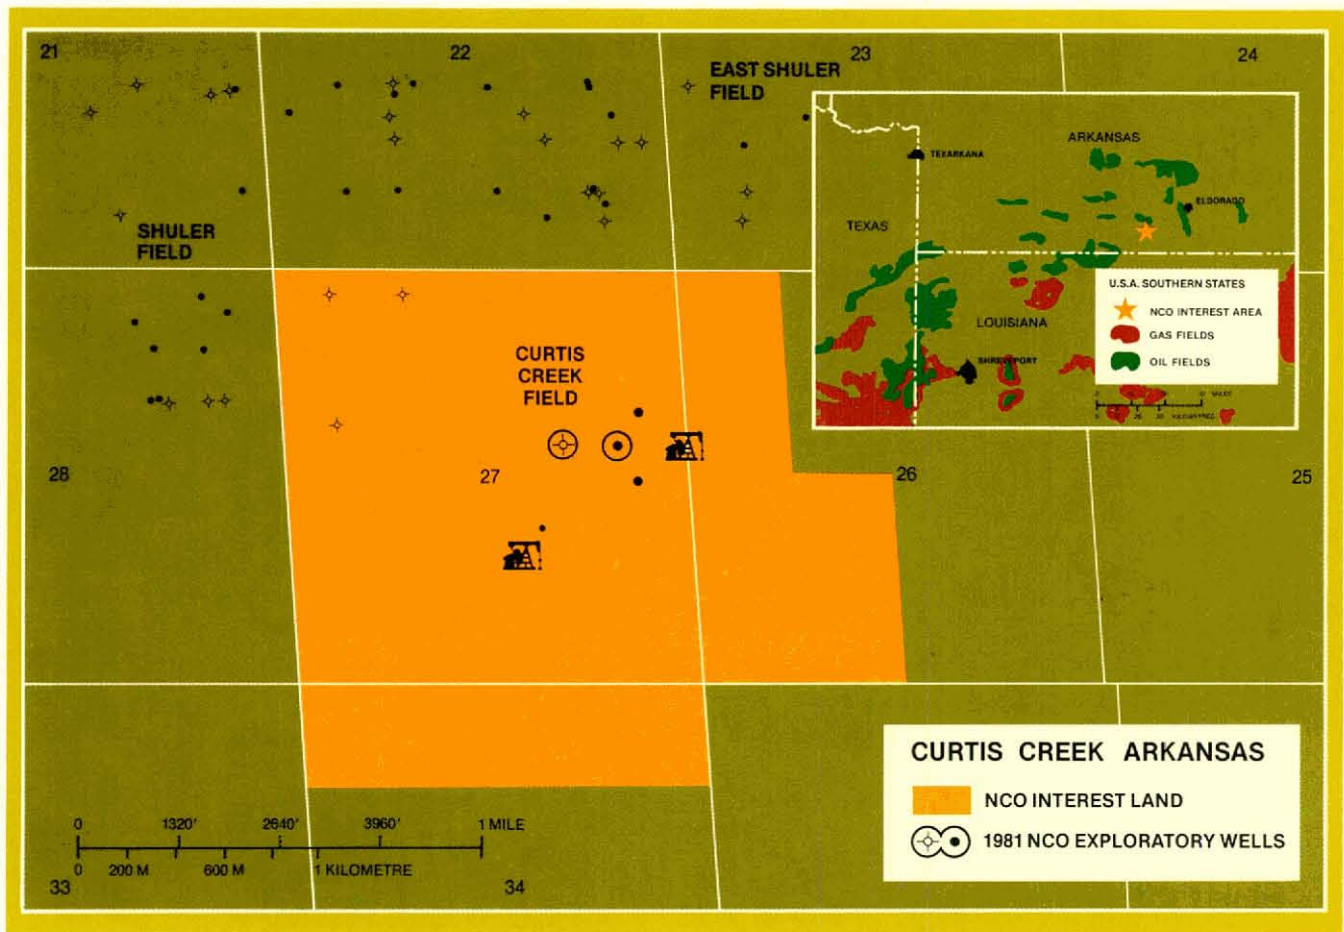 21
22
23
24
EAST SHULER
FIELD
SHULER
FIELD
ARKANSAS
TEXARKANA
ELDORADO
TEXAS
LOUISIANA
SHREVEPORT
U.S.A. SOUTHERN STATES
NCO INTEREST AREA
GAS FIELDS
OIL FIELDS
CURTIS
CREEK
FIELD
28
27
26
25
CURTIS CREEK ARKANSAS
NCO INTEREST LAND
1981 NCO EXPLORATORY WELLS
0 1320' 2640' 3960' 1 MILE
0 200 M 600 M 1 KILOMETRE
33
34